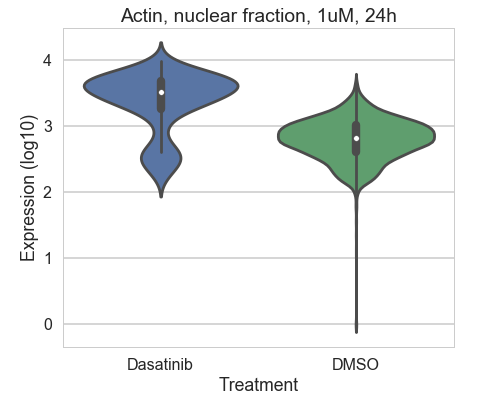 Actin, nuclear fraction, 1uM, 24h
Expression (log10)
4
3
2
1
0
Dasatinib DMSO
Treatment